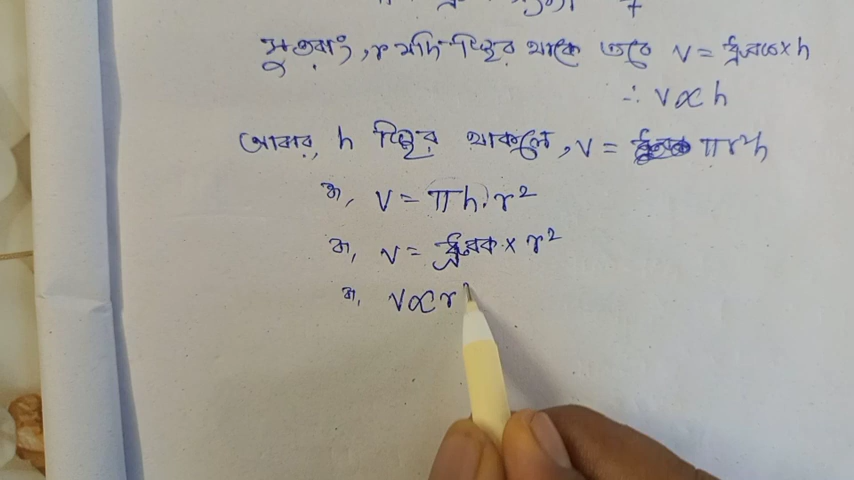 সুতরাং, r যদি স্থির থাকে তবে V = ধ্রুবক × h
∴ V ∝ h
আবার, h স্থির থাকলে, V = πr²h
বা, V = πh.r²
বা, V = ধ্রুবক × r²
বা, V ∝ r²